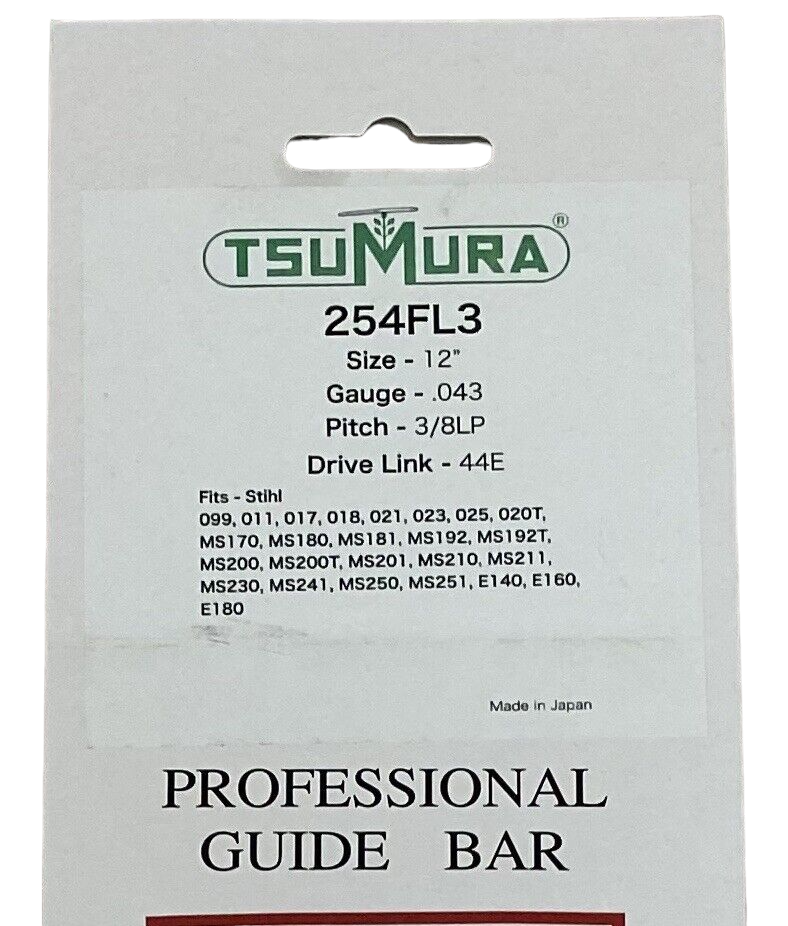 TSUMURA®
254FL3
Size - 12"
Gauge - .043
Pitch - 3/8LP
Drive Link - 44E
Fits - Stihl
099, 011, 017, 018, 021, 023, 025, 020T,
MS170, MS180, MS181, MS192, MS192T,
MS200, MS200T, MS201, MS210, MS211,
MS230, MS241, MS250, MS251, E140, E160,
E180
Made in Japan
PROFESSIONAL
GUIDE BAR